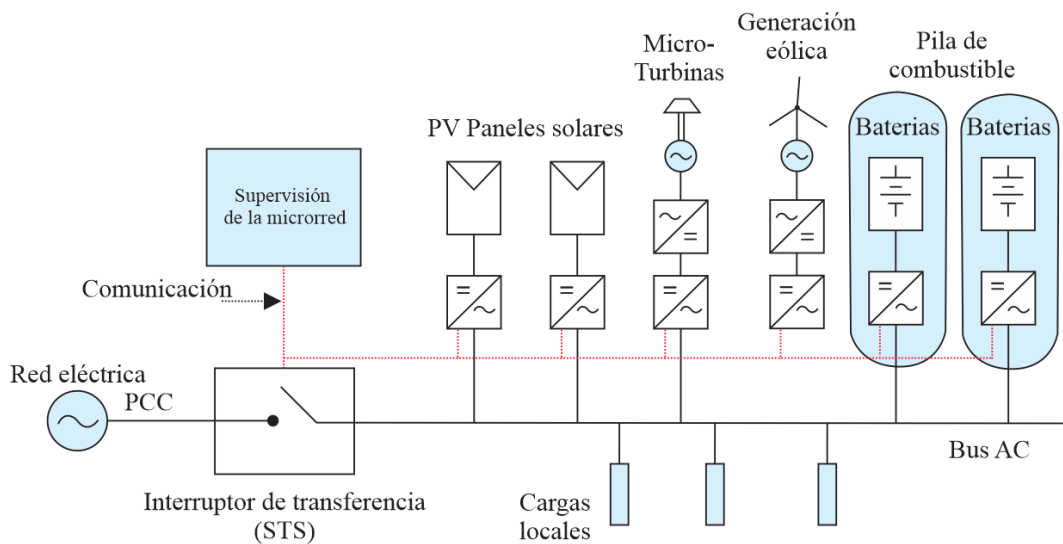 Micro-
Turbinas
Generación
eólica
Pila de
combustible
PV Paneles solares
Baterias
Baterias
Supervisión
de la microrred
Comunicación
Red eléctrica
PCC
Bus AC
Interruptor de transferencia
(STS)
Cargas
locales